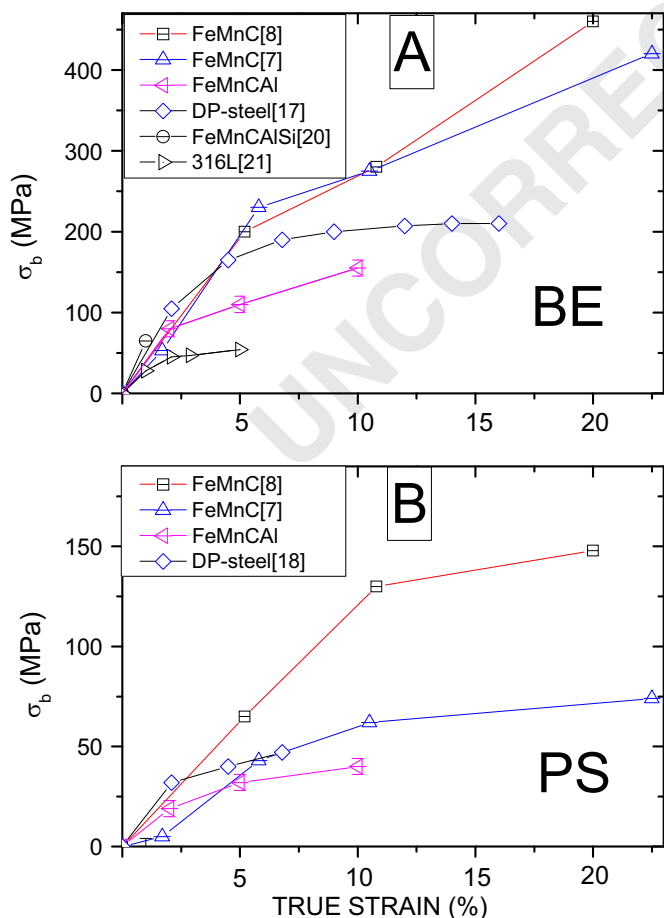 FeMnC[8]
FeMnC[7]
FeMnCAl
DP-steel[17]
FeMnCAlSi[20]
316L[21]
A
BE
UNCORREC
σb (MPa)
400
300
200
100
0
5
10
15
20
FeMnC[8]
FeMnC[7]
FeMnCAl
DP-steel[18]
B
PS
σb (MPa)
150
100
50
0
0
5
10
15
20
TRUE STRAIN (%)